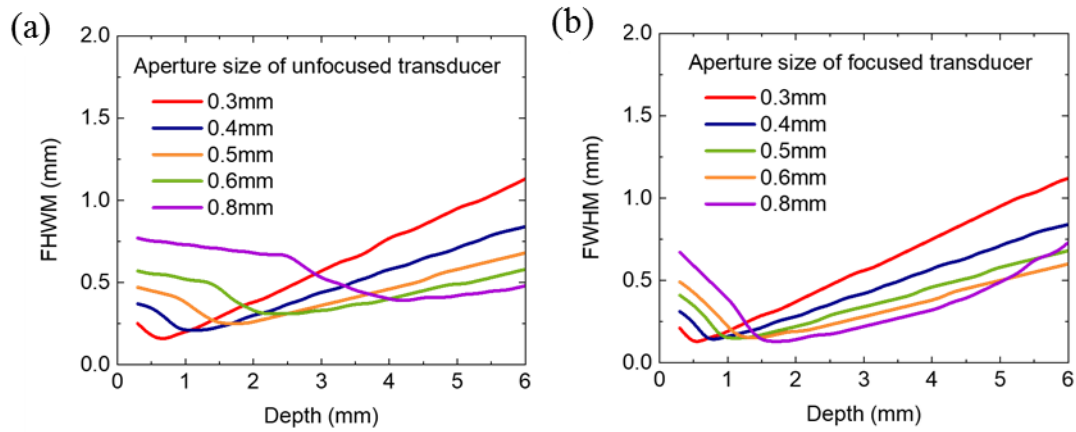 (a)
2.0
1.5
1.0
0.5
0.0
FHWM (mm)
Aperture size of unfocused transducer
0.3mm
0.4mm
0.5mm
0.6mm
0.8mm
0 1 2 3 4 5 6
Depth (mm)
(b)
2.0
1.5
1.0
0.5
0.0
FWHM (mm)
Aperture size of focused transducer
0.3mm
0.4mm
0.5mm
0.6mm
0.8mm
0 1 2 3 4 5 6
Depth (mm)